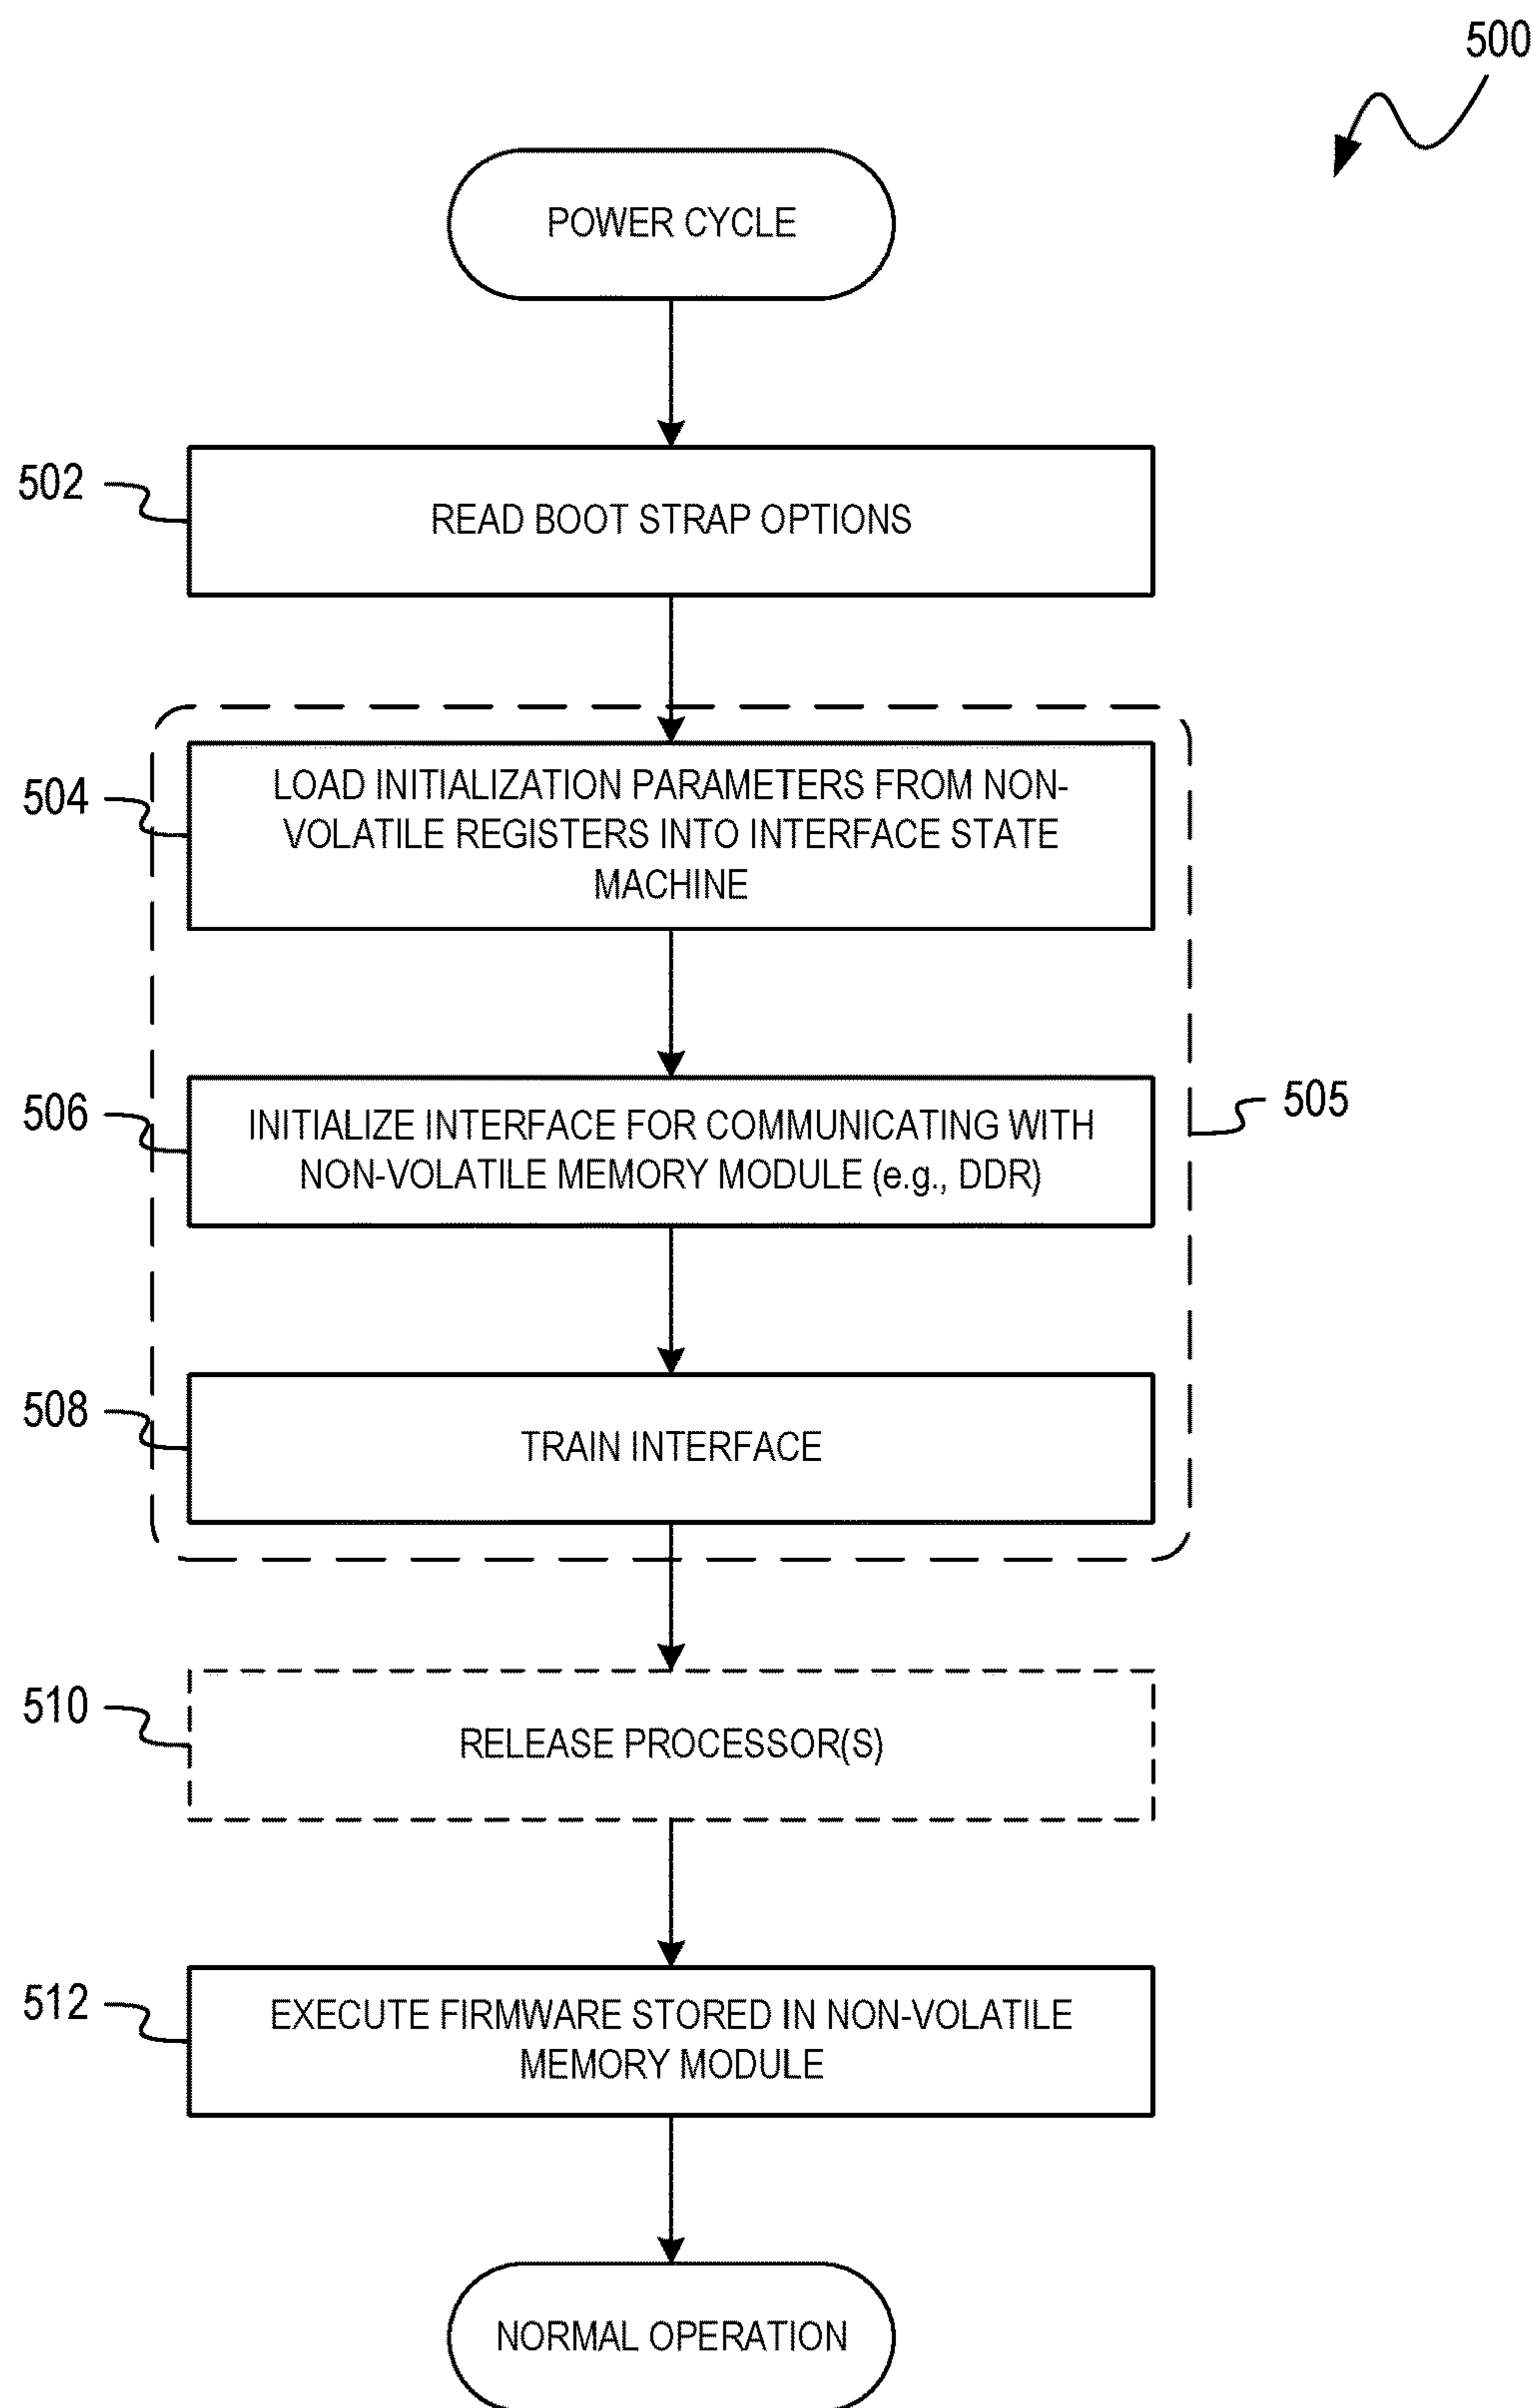 500
POWER CYCLE
502
READ BOOT STRAP OPTIONS
504
LOAD INITIALIZATION PARAMETERS FROM NON-
VOLATILE REGISTERS INTO INTERFACE STATE
MACHINE
506
INITIALIZE INTERFACE FOR COMMUNICATING WITH
NON-VOLATILE MEMORY MODULE (e.g., DDR)
505
508
TRAIN INTERFACE
510
RELEASE PROCESSOR(S)
512
EXECUTE FIRMWARE STORED IN NON-VOLATILE
MEMORY MODULE
NORMAL OPERATION